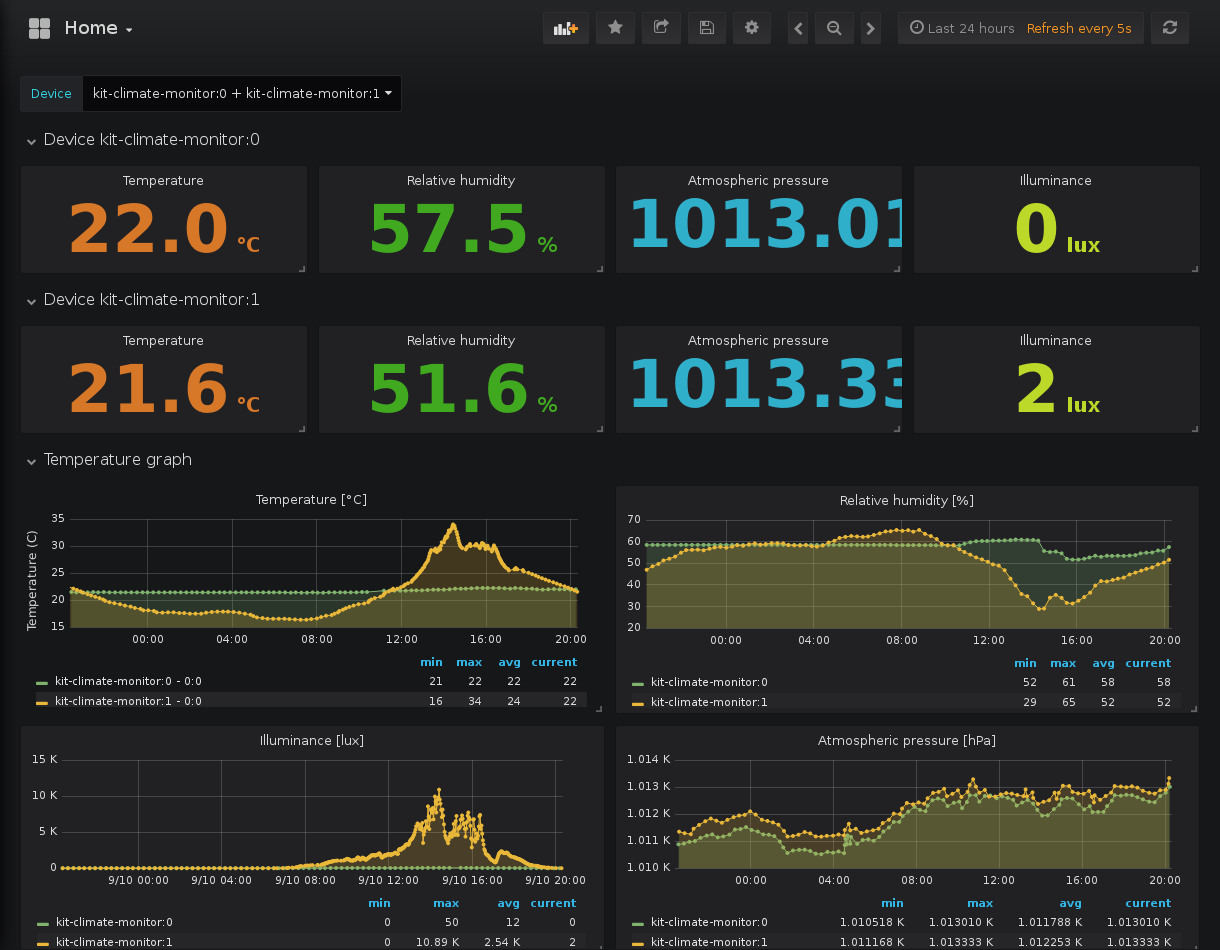 Home
Last 24 hours Refresh every 5s
Device kit-climate-monitor:0 + kit-climate-monitor:1
Device kit-climate-monitor:0
Temperature
22.0 °C
Relative humidity
57.5 %
Atmospheric pressure
1013.01
Illuminance
0 lux
Device kit-climate-monitor:1
Temperature
21.6 °C
Relative humidity
51.6 %
Atmospheric pressure
1013.33
Illuminance
2 lux
Temperature graph
Temperature [°C]
Temperature (C)
35
30
25
20
15
00:00 04:00 08:00 12:00 16:00 20:00
min max avg current
kit-climate-monitor:0 - 0:0 21 22 22 22
kit-climate-monitor:1 - 0:0 16 34 24 22
Relative humidity [%]
70
60
50
40
30
20
00:00 04:00 08:00 12:00 16:00 20:00
min max avg current
kit-climate-monitor:0 52 61 58 58
kit-climate-monitor:1 29 65 52 52
Illuminance [lux]
15 K
10 K
5 K
0
9/10 00:00 9/10 04:00 9/10 08:00 9/10 12:00 9/10 16:00 9/10 20:00
min max avg current
kit-climate-monitor:0 0 50 12 0
kit-climate-monitor:1 0 10.89 K 2.54 K 2
Atmospheric pressure [hPa]
1.014 K
1.013 K
1.012 K
1.011 K
1.010 K
00:00 04:00 08:00 12:00 16:00 20:00
min max avg current
kit-climate-monitor:0 1.010518 K 1.013010 K 1.011788 K 1.013010 K
kit-climate-monitor:1 1.011168 K 1.013333 K 1.012253 K 1.013333 K